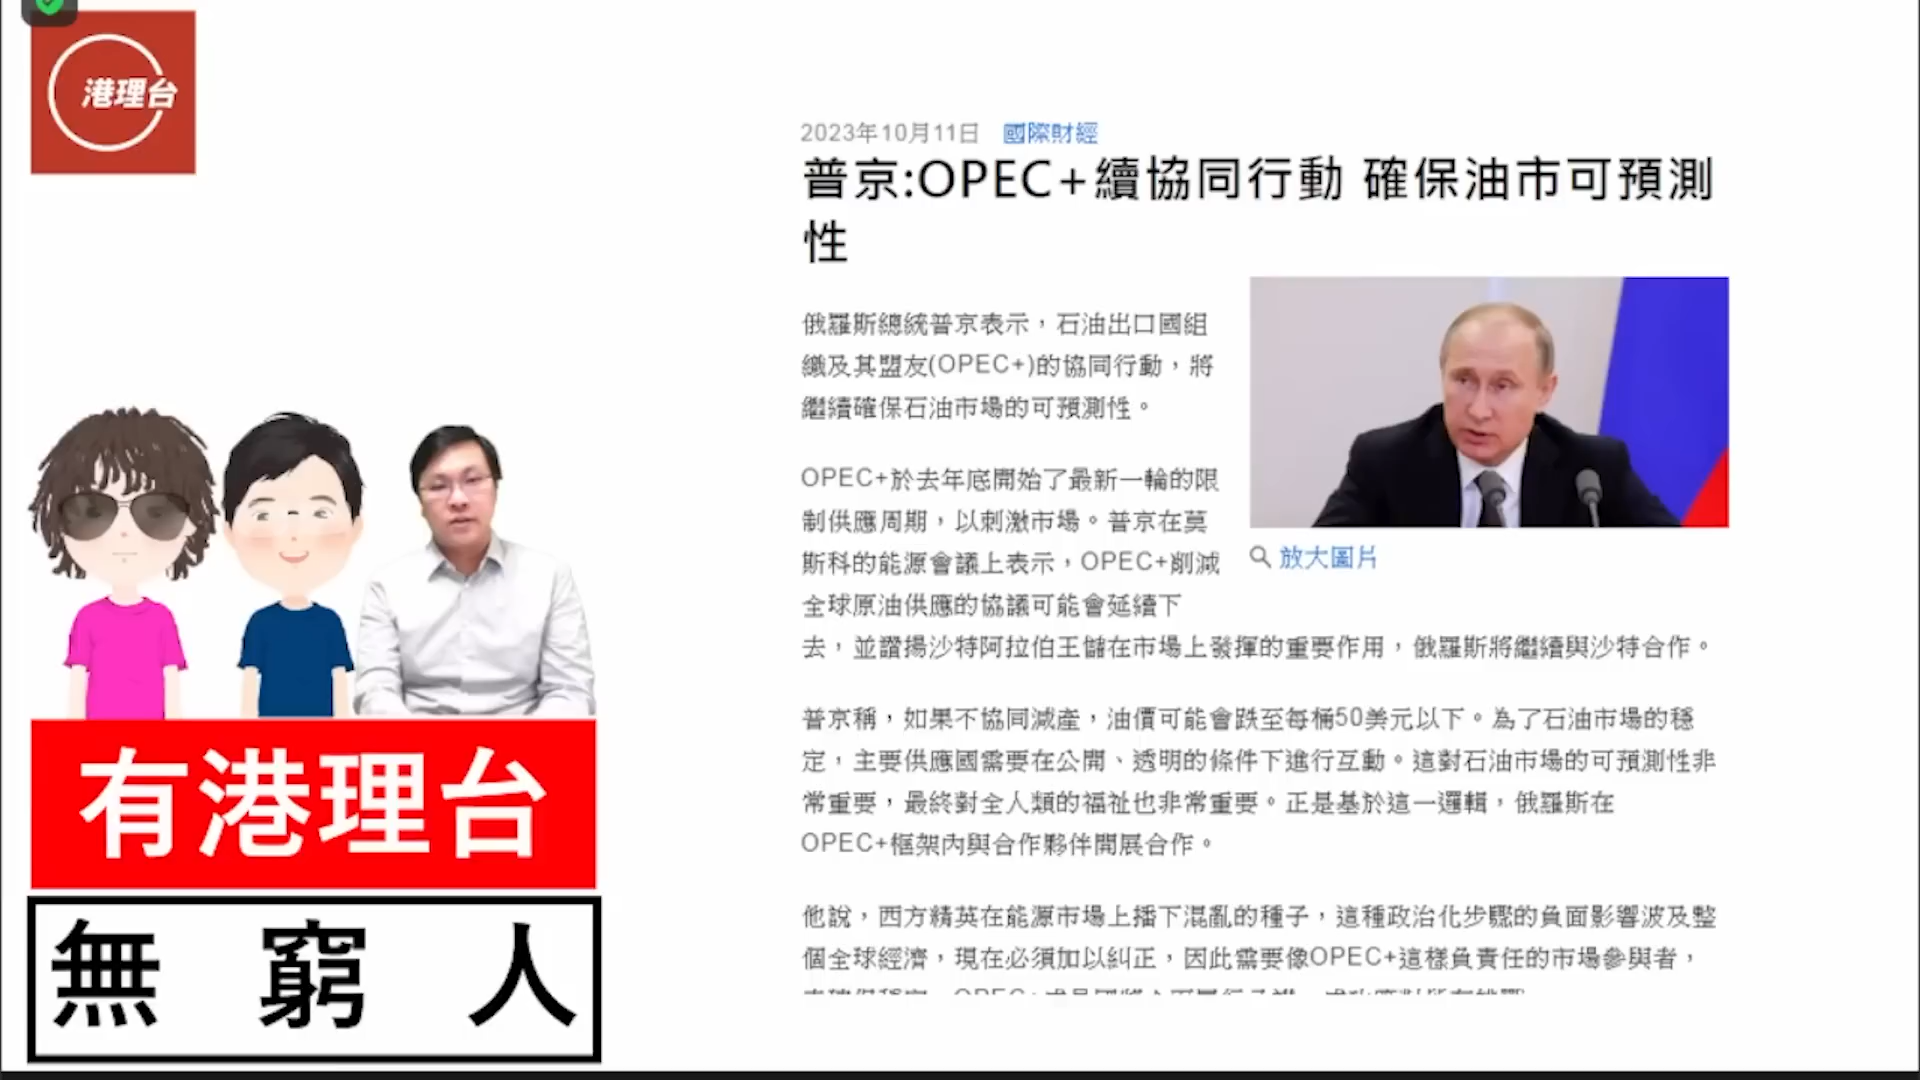 港理台
2023年10月11日 國際財經
普京:OPEC+續協同行動 確保油市可預測
性
俄羅斯總統普京表示，石油出口國組
織及其盟友(OPEC+)的協同行動，將
繼續確保石油市場的可預測性。
OPEC+於去年底開始了最新一輪的限
制供應周期，以刺激市場。普京在莫
斯科的能源會議上表示，OPEC+削減
全球原油供應的協議可能會延續下
去，並讚揚沙特阿拉伯王儲在市場上發揮的重要作用，俄羅斯將繼續與沙特合作。
放大圖片
普京稱，如果不協同減產，油價可能會跌至每桶50美元以下。為了石油市場的穩
定，主要供應國需要在公開、透明的條件下進行互動。這對石油市場的可預測性非
常重要，最終對全人類的福祉也非常重要。正是基於這一邏輯，俄羅斯在
OPEC+框架內與合作夥伴開展合作。
他說，西方精英在能源市場上播下混亂的種子，這種政治化步驟的負面影響波及整
個全球經濟，現在必須加以糾正，因此需要像OPEC+這樣負責任的市場參與者，
有港理台
無窮人